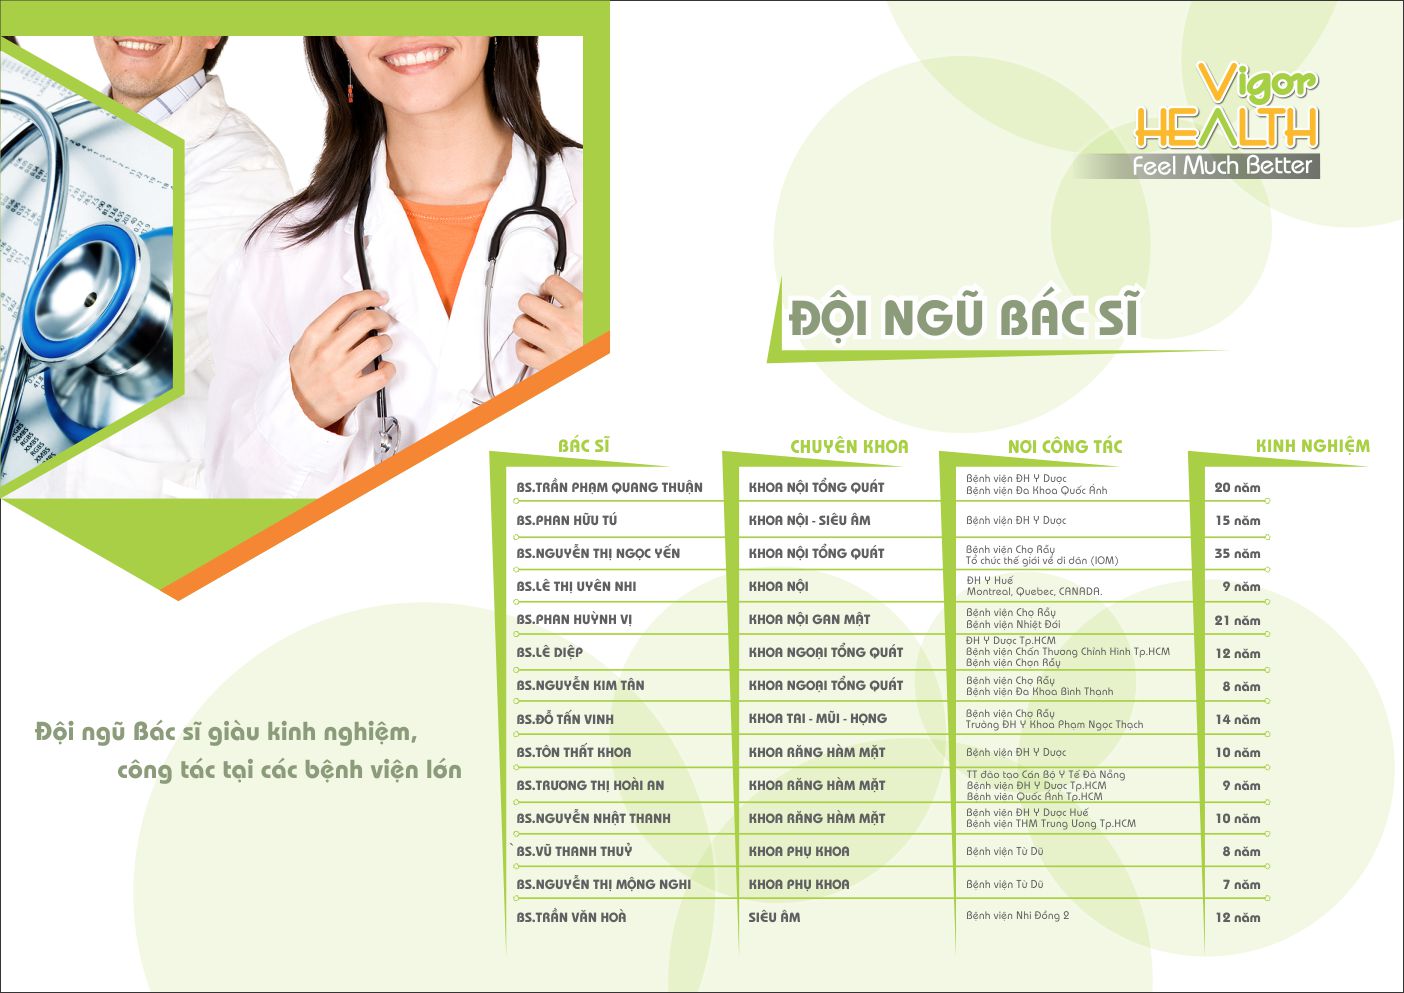 Vigor
HEALTH
Feel Much Better
ĐỘI NGŨ BÁC SĨ
BÁC SĨ CHUYÊN KHOA NƠI CÔNG TÁC KINH NGHIỆM
BS.TRẦN PHẠM QUANG THUẬN KHOA NỘI TỔNG QUÁT Bệnh viện ĐH Y Dược 20 năm
Bệnh viện Đa Khoa Quốc Ánh
BS.PHAN HỮU TÚ KHOA NỘI - SIÊU ÂM Bệnh viện ĐH Y Dược 15 năm
BS.NGUYỄN THỊ NGỌC YẾN KHOA NỘI TỔNG QUÁT Bệnh viện Chợ Rẫy 35 năm
Tổ chức thế giới về di dân (IOM)
BS.LÊ THỊ UYÊN NHI KHOA NỘI ĐH Y Huế 9 năm
Montreal, Quebec, CANADA.
BS.PHAN HUỲNH VỊ KHOA NỘI GAN MẬT Bệnh viện Chợ Rẫy 21 năm
Bệnh viện Nhiệt Đới
BS.LÊ DIỆP KHOA NGOẠI TỔNG QUÁT ĐH Y Dược Tp.HCM 12 năm
Bệnh viện Chấn Thương Chỉnh Hình Tp.HCM
Bệnh viện Chợn Rẫy
BS.NGUYỄN KIM TÂN KHOA NGOẠI TỔNG QUÁT Bệnh viện Chợ Rẫy 8 năm
Bệnh viện Đa Khoa Bình Thạnh
BS.ĐỖ TẤN VINH KHOA TAI - MŨI - HỌNG Bệnh viện Chợ Rẫy 14 năm
Trường ĐH Y Khoa Phạm Ngọc Thạch
BS.TÔN THẤT KHOA KHOA RĂNG HÀM MẶT Bệnh viện ĐH Y Dược 10 năm
BS.TRƯƠNG THỊ HOÀI AN KHOA RĂNG HÀM MẶT TT đào tạo Cán Bộ Y Tế Đà Nẵng 9 năm
Bệnh viện ĐH Y Dược Tp.HCM
Bệnh viện Quốc Ánh Tp.HCM
BS.NGUYỄN NHẬT THANH KHOA RĂNG HÀM MẶT Bệnh viện ĐH Y Dược Huế 10 năm
Bệnh viện THM Trung Ương Tp.HCM
BS.VŨ THANH THUỶ KHOA PHỤ KHOA Bệnh viện Từ Dũ 8 năm
BS.NGUYỄN THỊ MỘNG NGHI KHOA PHỤ KHOA Bệnh viện Từ Dũ 7 năm
BS.TRẦN VĂN HOÀ SIÊU ÂM Bệnh viện Nhi Đồng 2 12 năm
Đội ngũ Bác sĩ giàu kinh nghiệm,
công tác tại các bệnh viện lớn